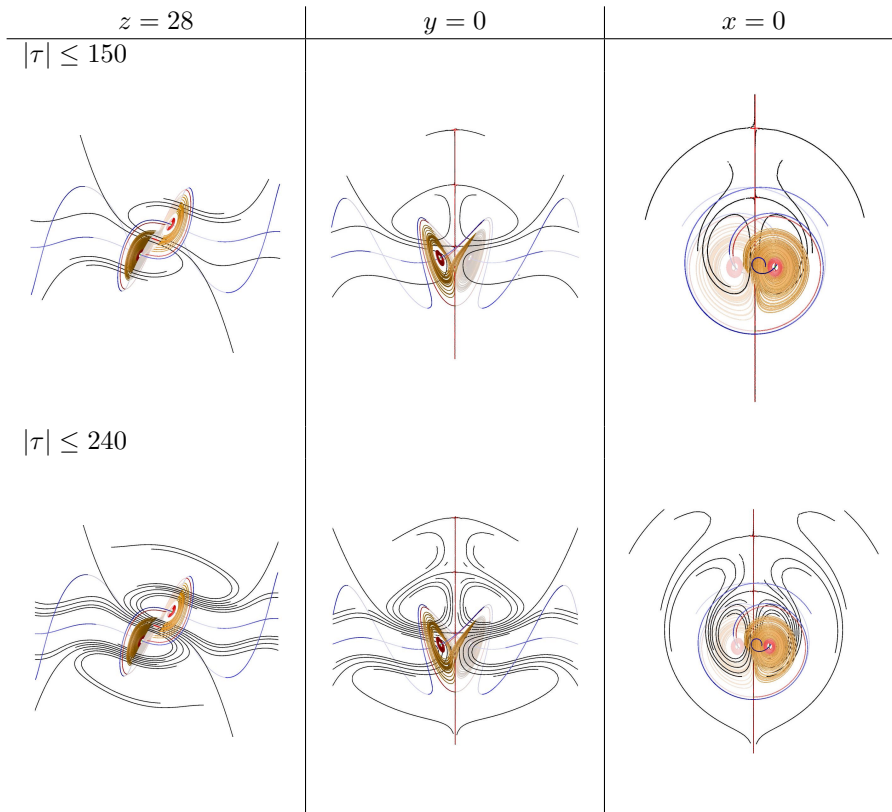 z = 28 y = 0 x = 0
|τ| ≤ 150
|τ| ≤ 240